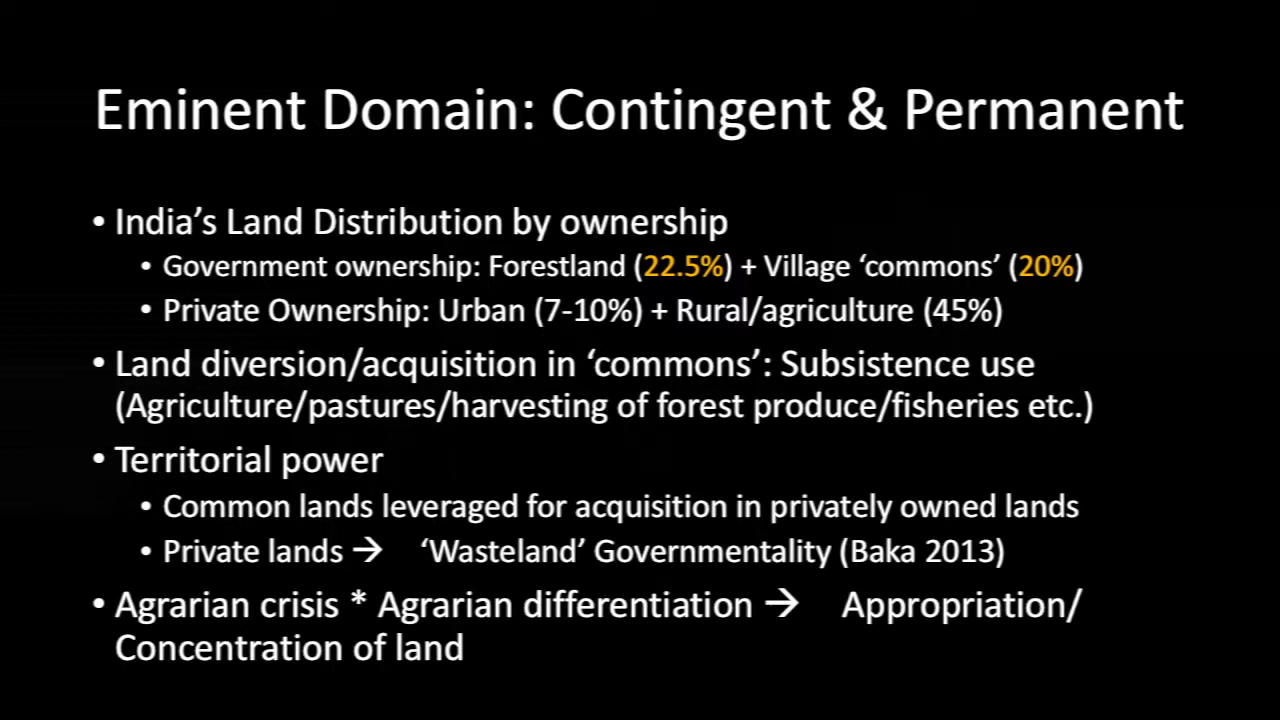 Eminent Domain: Contingent & Permanent
• India’s Land Distribution by ownership
• Government ownership: Forestland (22.5%) + Village ‘commons’ (20%)
• Private Ownership: Urban (7-10%) + Rural/agriculture (45%)
• Land diversion/acquisition in ‘commons’: Subsistence use
(Agriculture/pastures/harvesting of forest produce/fisheries etc.)
• Territorial power
• Common lands leveraged for acquisition in privately owned lands
• Private lands → ‘Wasteland’ Governmentality (Baka 2013)
• Agrarian crisis * Agrarian differentiation → Appropriation/
Concentration of land